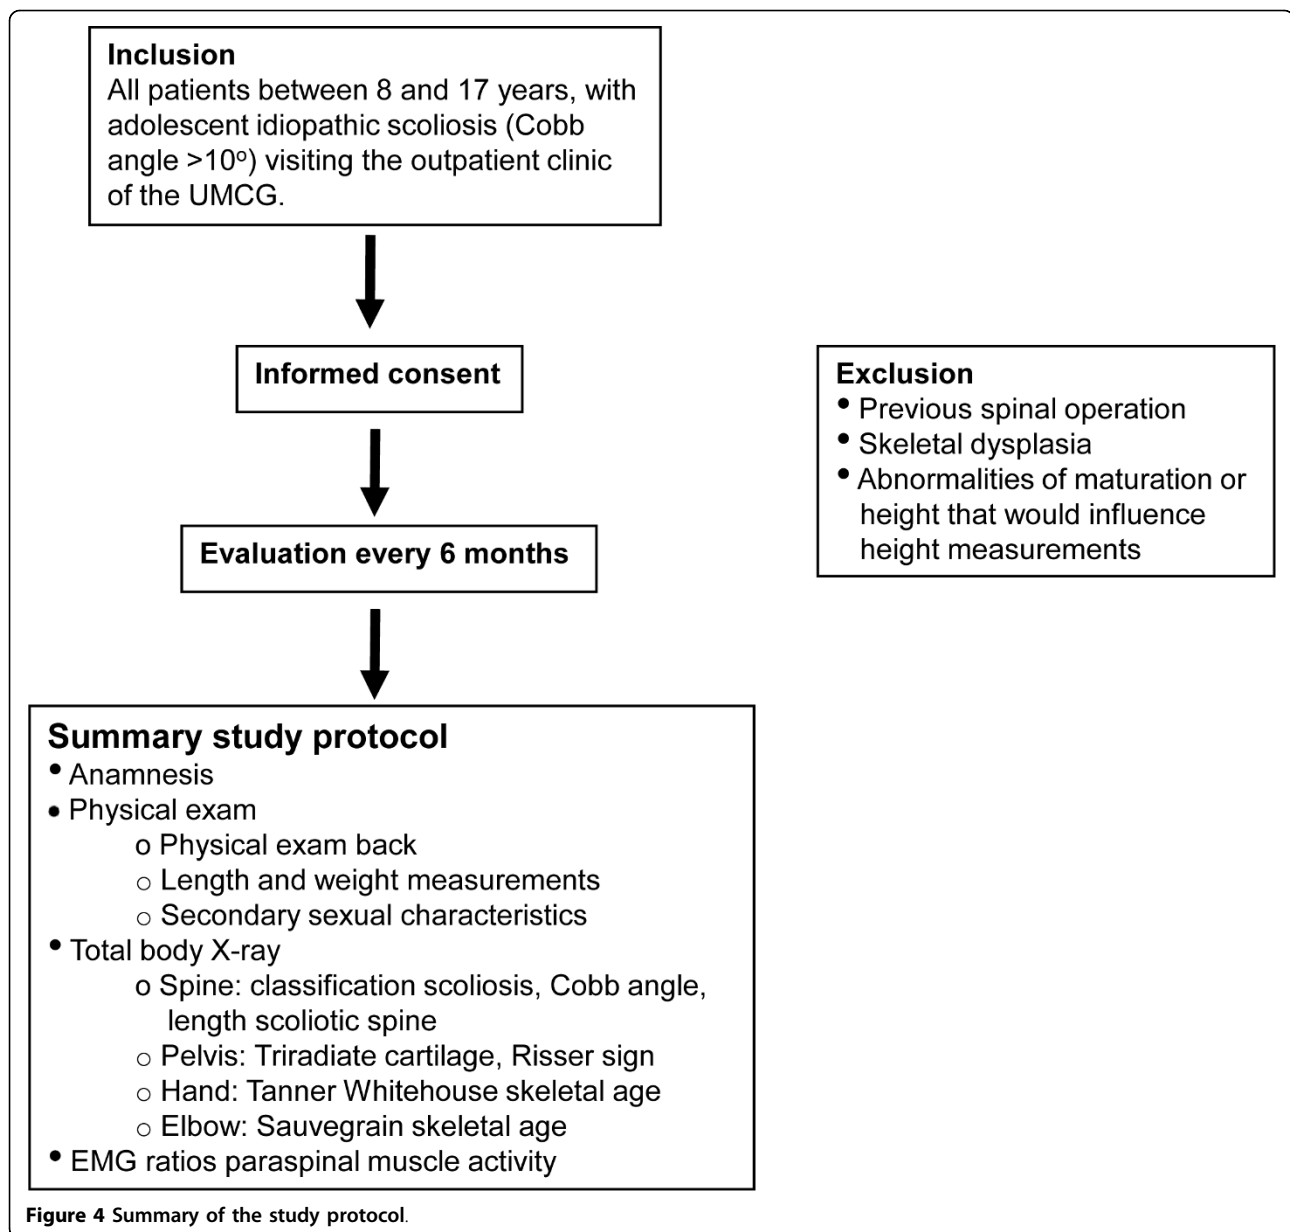 Inclusion
All patients between 8 and 17 years, with
adolescent idiopathic scoliosis (Cobb
angle >10º) visiting the outpatient clinic
of the UMCG.
Informed consent
Exclusion
• Previous spinal operation
• Skeletal dysplasia
• Abnormalities of maturation or
height that would influence
height measurements
Evaluation every 6 months
Summary study protocol
• Anamnesis
• Physical exam
o Physical exam back
○ Length and weight measurements
○ Secondary sexual characteristics
• Total body X-ray
o Spine: classification scoliosis, Cobb angle,
length scoliotic spine
○ Pelvis: Triradiate cartilage, Risser sign
○ Hand: Tanner Whitehouse skeletal age
○ Elbow: Sauvegrain skeletal age
• EMG ratios paraspinal muscle activity
Figure 4 Summary of the study protocol.